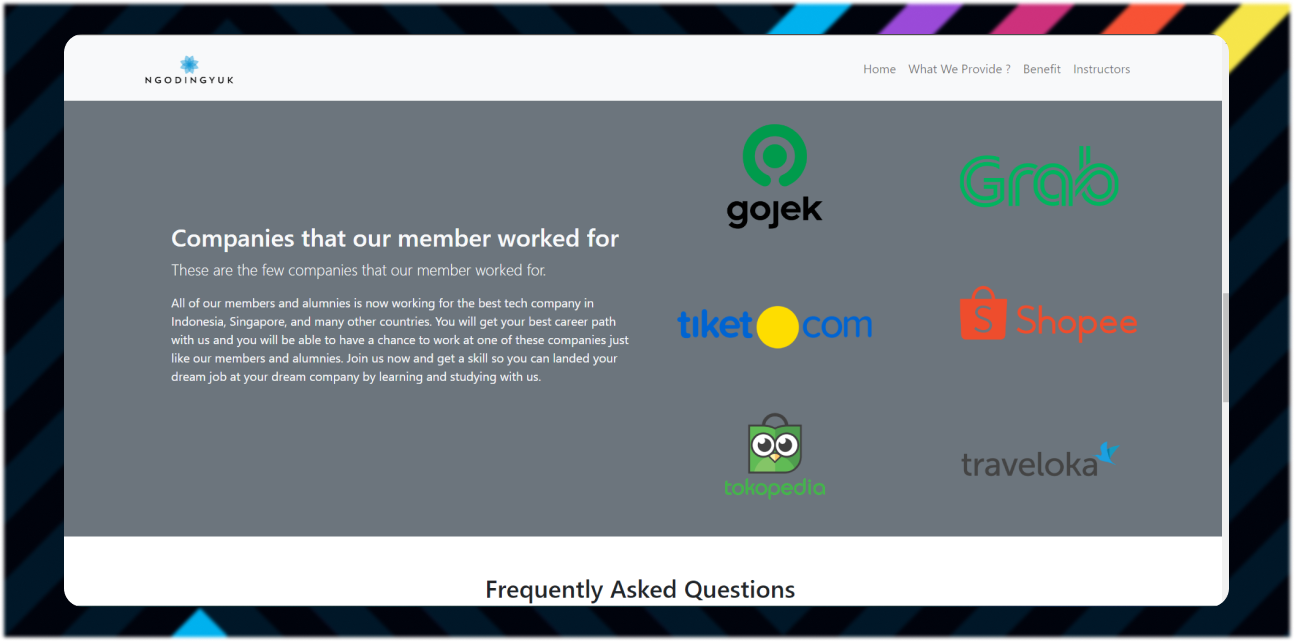 NGODINGYUK
Home What We Provide ? Benefit Instructors
Companies that our member worked for
These are the few companies that our member worked for.
All of our members and alumnies is now working for the best tech company in
Indonesia, Singapore, and many other countries. You will get your best career path
with us and you will be able to have a chance to work at one of these companies just
like our members and alumnies. Join us now and get a skill so you can landed your
dream job at your dream company by learning and studying with us.
gojek
Grab
tiket.com
S Shopee
tokopedia
traveloka
Frequently Asked Questions